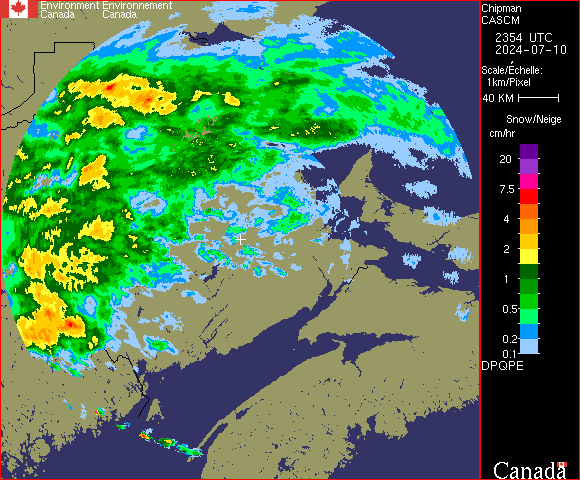 Environment Environnement
Canada Canada
Chipman
CASCM
2354 UTC
2024-07-10
Scale/Echelle:
1km/Pixel
40 KM
Snow/Neige
cm/hr
20
7.5
4
2
1
0.5
0.2
0.1
DPQPE
Canada